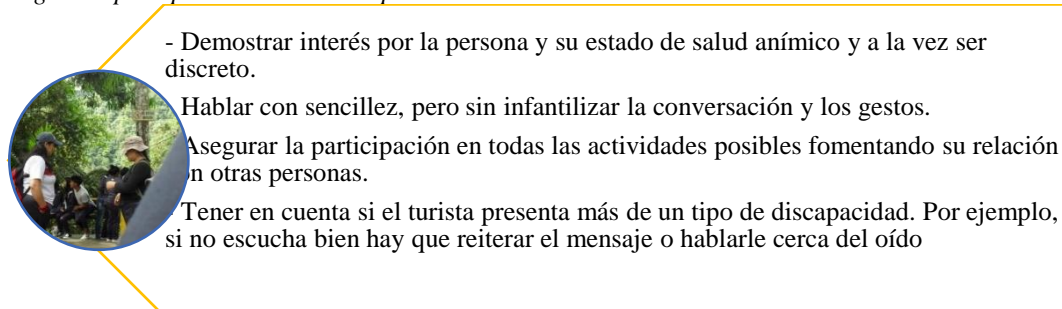 - Demostrar interés por la persona y su estado de salud anímico y a la vez ser
discreto.
Hablar con sencillez, pero sin infantilizar la conversación y los gestos.
Asegurar la participación en todas las actividades posibles fomentando su relación
on otras personas.
- Tener en cuenta si el turista presenta más de un tipo de discapacidad. Por ejemplo,
si no escucha bien hay que reiterar el mensaje o hablarle cerca del oído